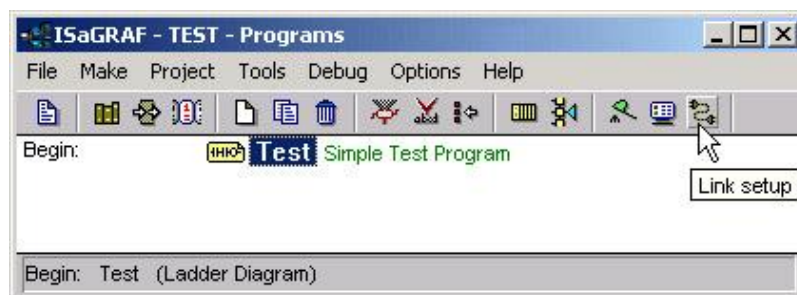 ISaGRAF - TEST - Programs
File Make Project Tools Debug Options Help
Begin: Test Simple Test Program
Link setup
Begin: Test (Ladder Diagram)